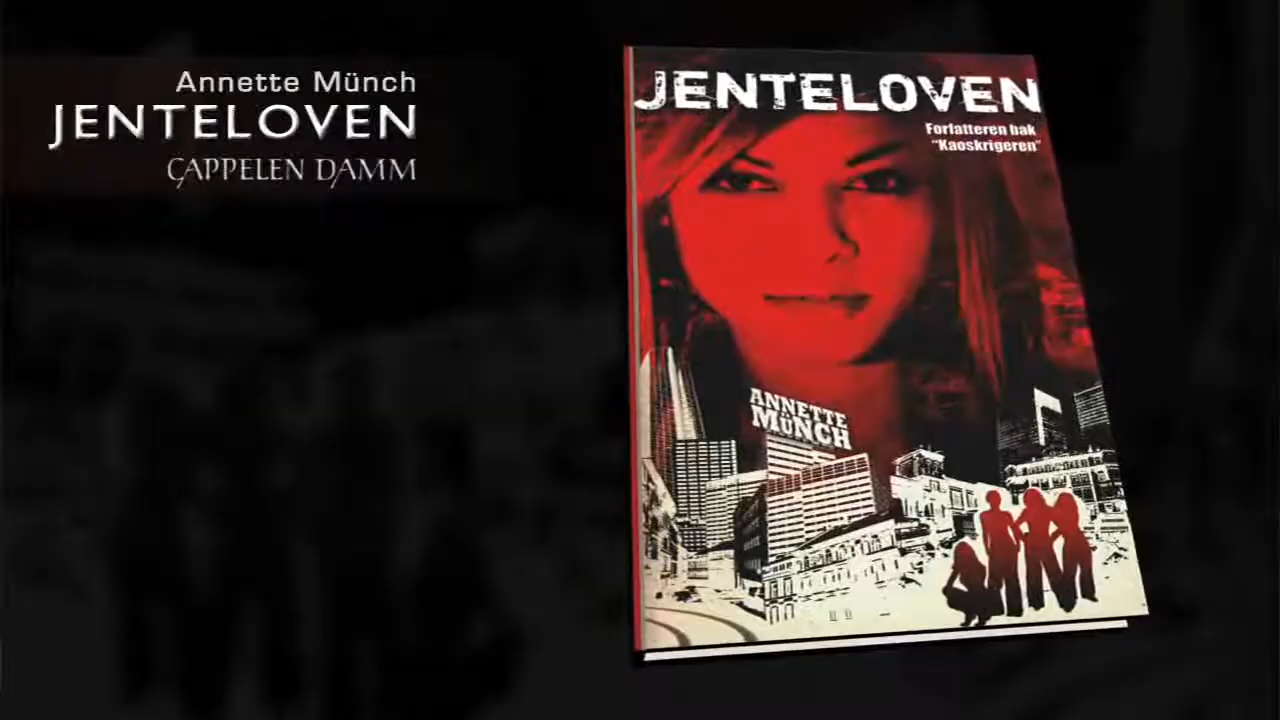 Annette Münch
JENTELOVEN
CAPPELEN DAMM
JENTELOVEN
Forfatteren bak
"Kaoskrigeren"
ANNETTE
MÜNCH